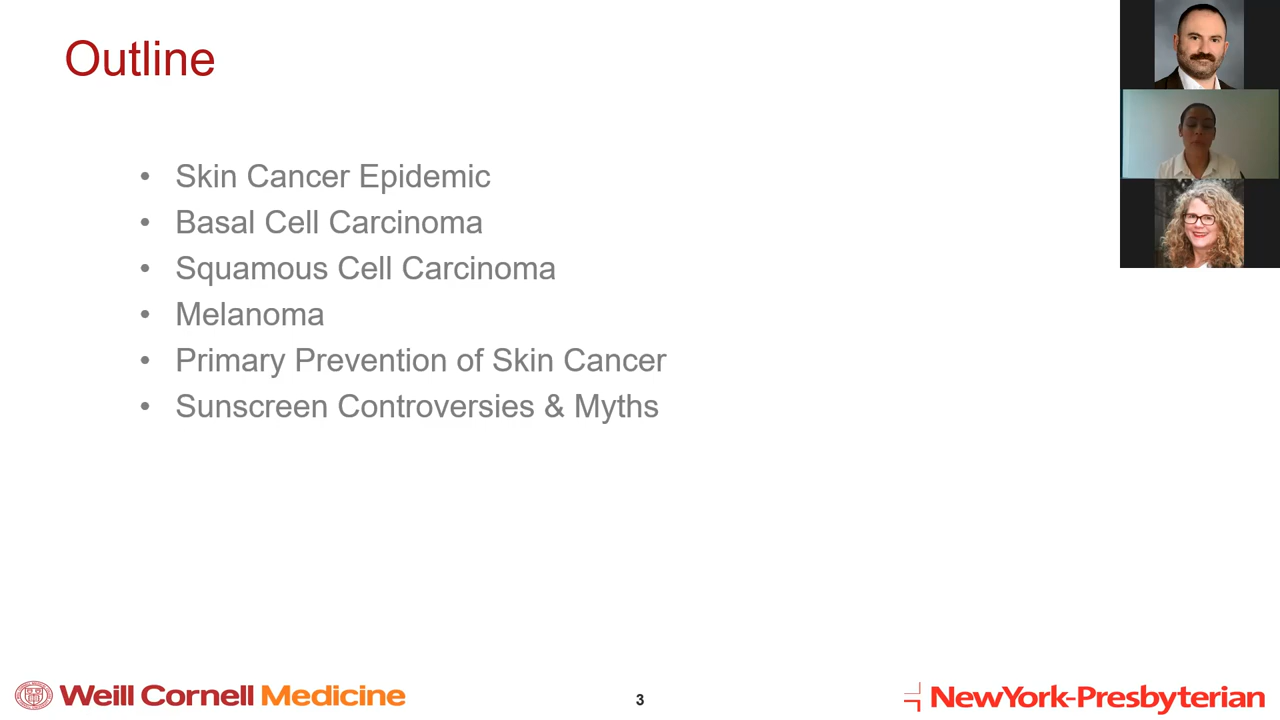 Outline
• Skin Cancer Epidemic
• Basal Cell Carcinoma
• Squamous Cell Carcinoma
• Melanoma
• Primary Prevention of Skin Cancer
• Sunscreen Controversies & Myths
Weill Cornell Medicine
3
NewYork-Presbyterian